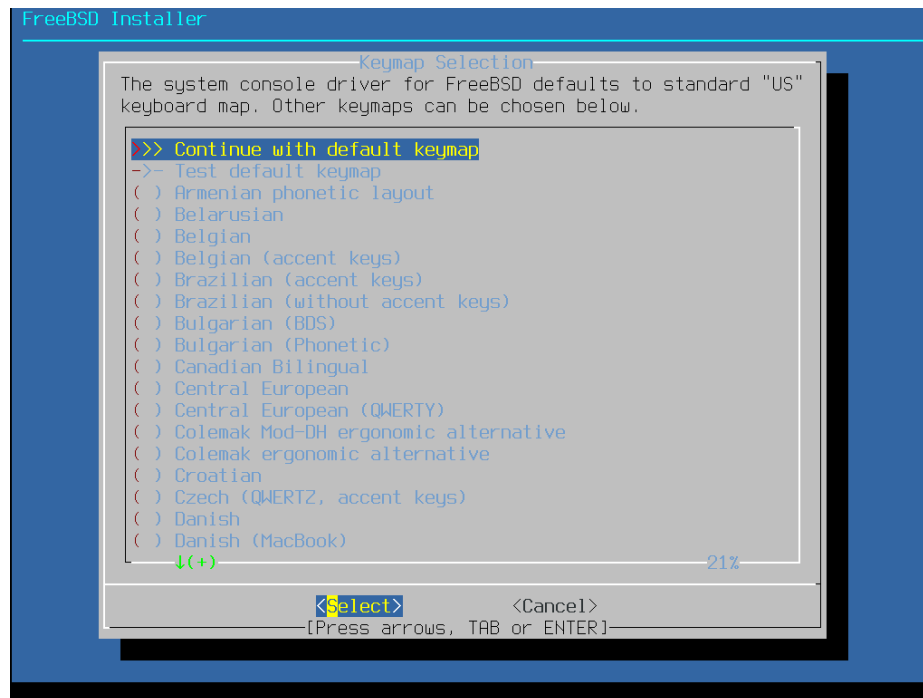 FreeBSD Installer
Keymap Selection
The system console driver for FreeBSD defaults to standard "US"
keyboard map. Other keymaps can be chosen below.
>>> Continue with default keymap
->- Test default keymap
( ) Armenian phonetic layout
( ) Belarusian
( ) Belgian
( ) Belgian (accent keys)
( ) Brazilian (accent keys)
( ) Brazilian (without accent keys)
( ) Bulgarian (BDS)
( ) Bulgarian (Phonetic)
( ) Canadian Bilingual
( ) Central European
( ) Central European (QWERTY)
( ) Colemak Mod-DH ergonomic alternative
( ) Colemak ergonomic alternative
( ) Croatian
( ) Czech (QWERTZ, accent keys)
( ) Danish
( ) Danish (MacBook)
↓(+) 21%
<Select> <Cancel>
[Press arrows, TAB or ENTER]